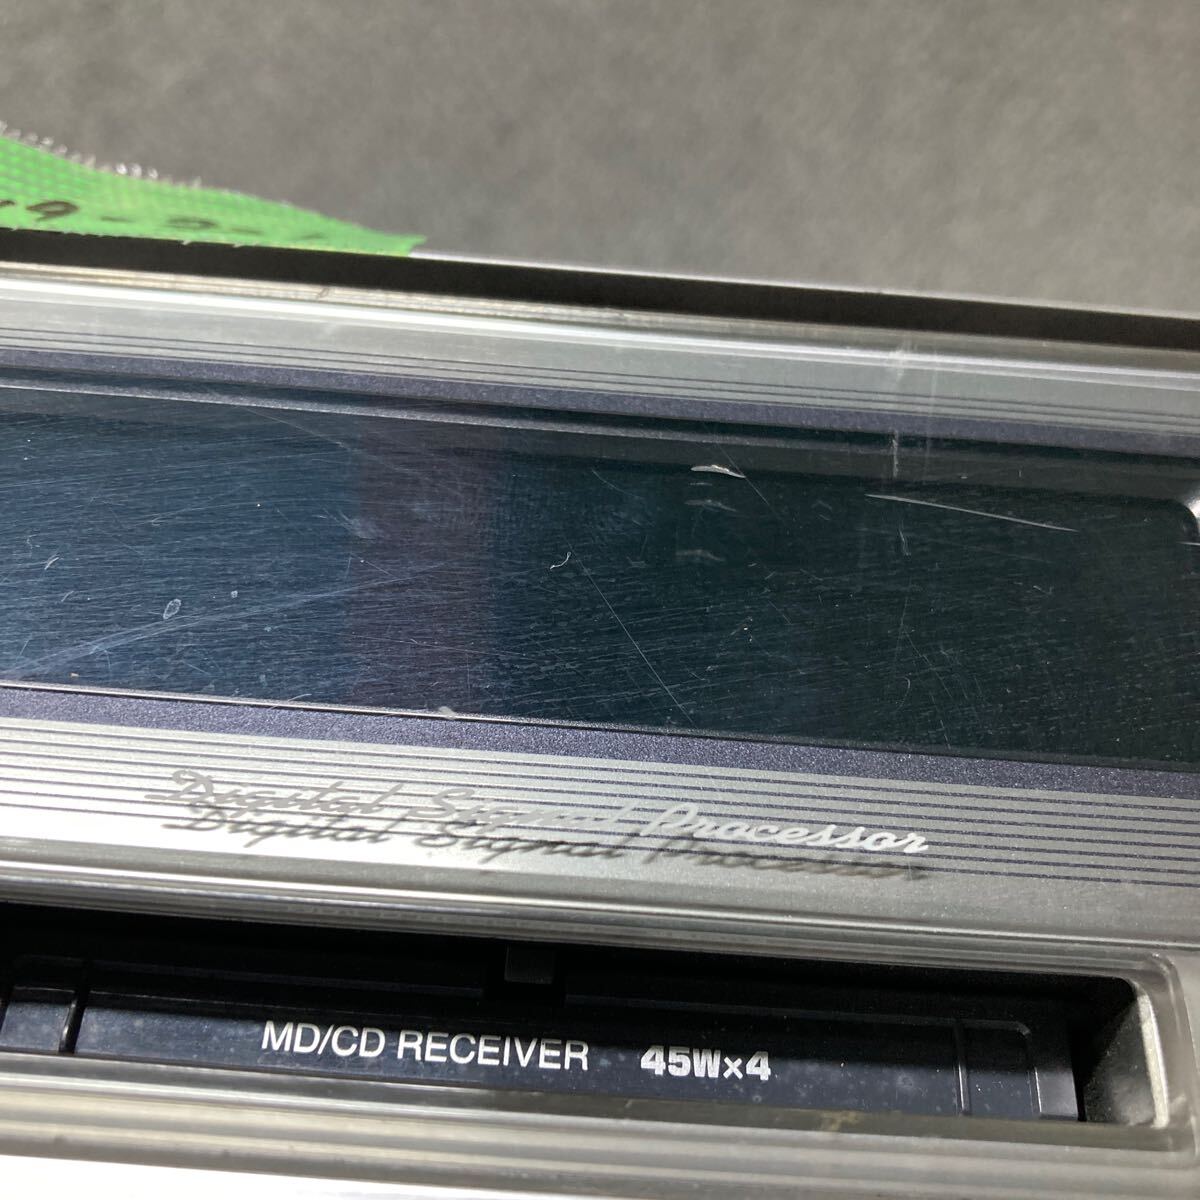 Digital Signal Processor
MD/CD RECEIVER 45W×4